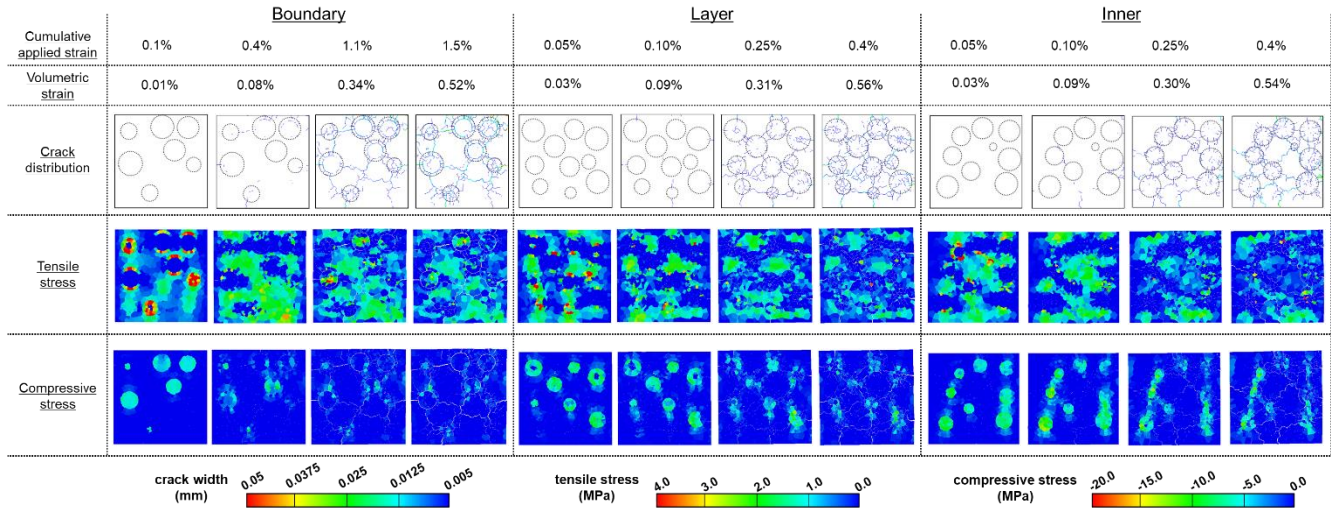 Boundary Layer Inner
Cumulative
applied strain 0.1% 0.4% 1.1% 1.5% 0.05% 0.10% 0.25% 0.4% 0.05% 0.10% 0.25% 0.4%
Volumetric
strain 0.01% 0.08% 0.34% 0.52% 0.03% 0.09% 0.31% 0.56% 0.03% 0.09% 0.30% 0.54%
Crack
distribution
Tensile
stress
Compressive
stress
crack width
(mm) 0.05 0.0375 0.025 0.0125 0.005
tensile stress
(MPa) 4.0 3.0 2.0 1.0 0.0
compressive stress
(MPa) -20.0 -15.0 -10.0 -5.0 0.0